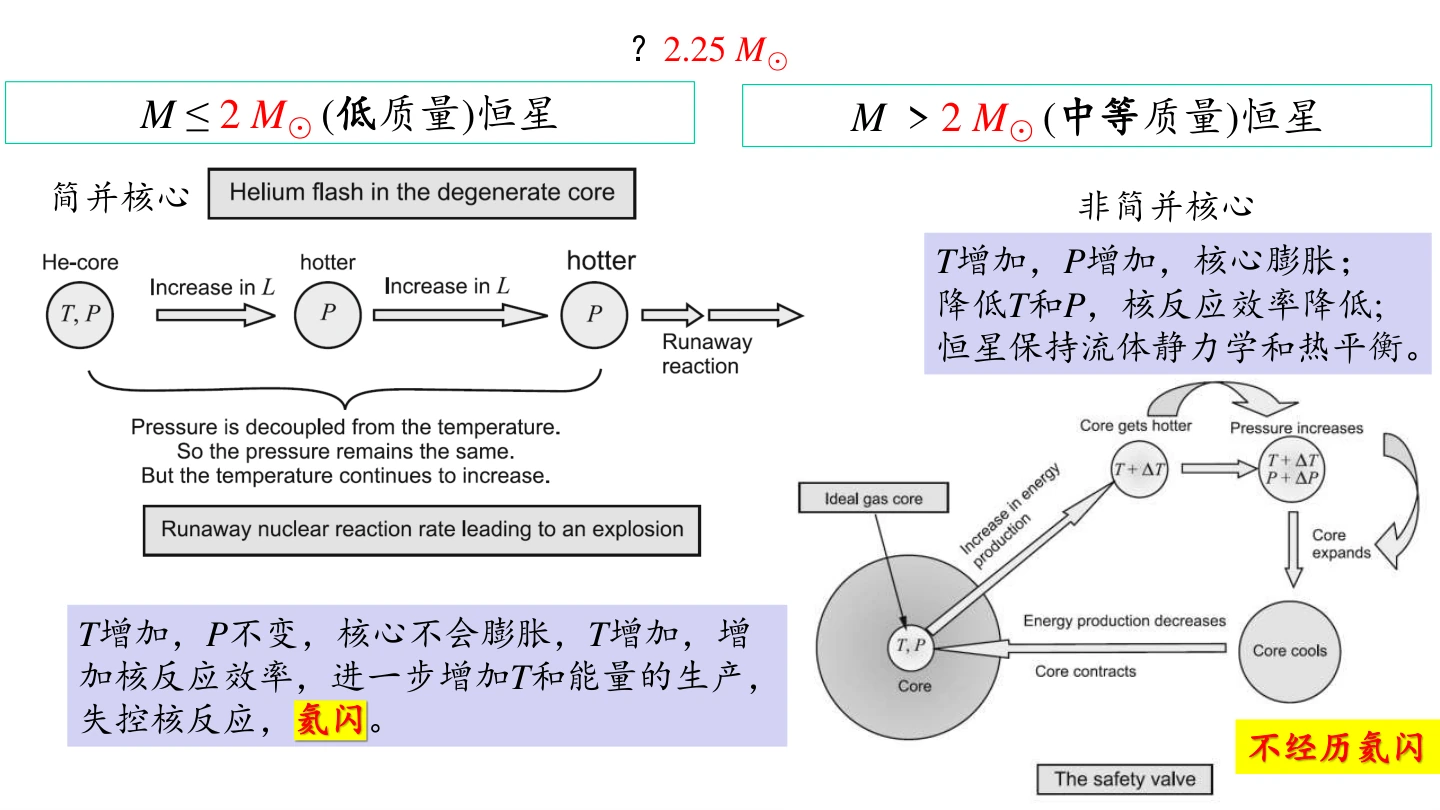 ? 2.25 M☉
M ≤ 2 M☉ (低质量)恒星
M > 2 M☉ (中等质量)恒星
简并核心
Helium flash in the degenerate core
He-core
T, P
Increase in L
hotter
P
Increase in L
hotter
P
Runaway
reaction
Pressure is decoupled from the temperature.
So the pressure remains the same.
But the temperature continues to increase.
Runaway nuclear reaction rate leading to an explosion
T增加，P不变，核心不会膨胀，T增加，增
加核反应效率，进一步增加T和能量的生产，
失控核反应，氦闪。
非简并核心
T增加，P增加，核心膨胀；
降低T和P，核反应效率降低；
恒星保持流体静力学和热平衡。
Core gets hotter
Pressure increases
T + ΔT
T + ΔT
P + ΔP
Ideal gas core
Increase in energy
production
Core
expands
Energy production decreases
T, P
Core cools
Core contracts
Core
不经历氦闪
The safety valve